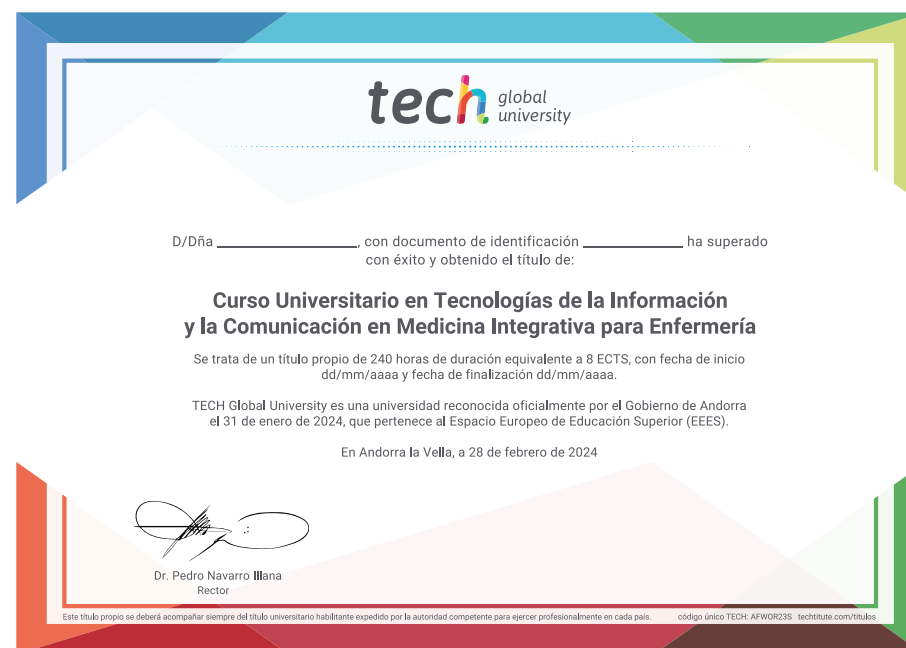 tech global university
D/Dña ____________________, con documento de identificación ______________ ha superado
con éxito y obtenido el título de:
Curso Universitario en Tecnologías de la Información
y la Comunicación en Medicina Integrativa para Enfermería
Se trata de un título propio de 240 horas de duración equivalente a 8 ECTS, con fecha de inicio
dd/mm/aaaa y fecha de finalización dd/mm/aaaa.
TECH Global University es una universidad reconocida oficialmente por el Gobierno de Andorra
el 31 de enero de 2024, que pertenece al Espacio Europeo de Educación Superior (EEES).
En Andorra la Vella, a 28 de febrero de 2024
Dr. Pedro Navarro Illana
Rector
Este título propio se deberá acompañar siempre del título universitario habilitante expedido por la autoridad competente para ejercer profesionalmente en cada país. código único TECH: AFWOR23S techtitute.com/titulos